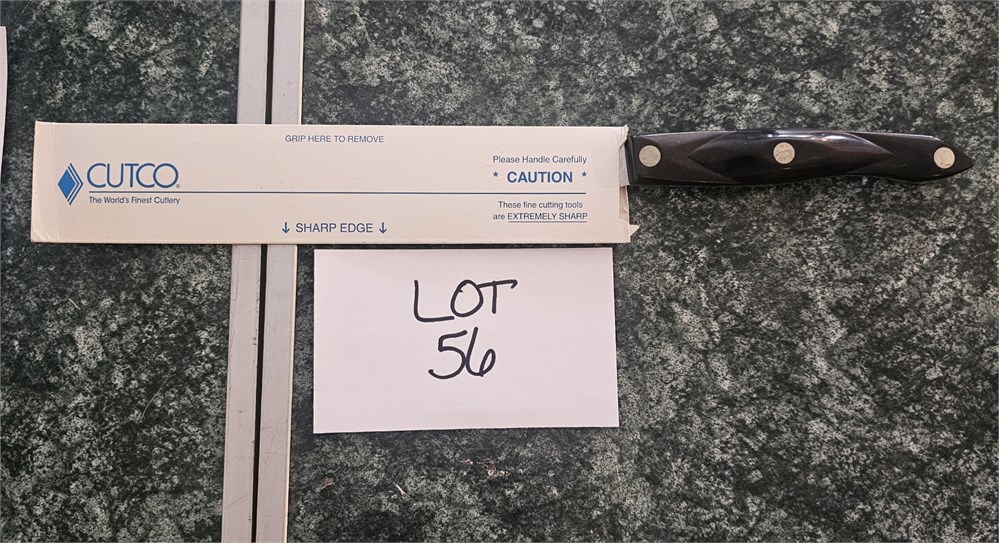 GRIP HERE TO REMOVE
CUTCO®
The World's Finest Cutlery
Please Handle Carefully
* CAUTION *
These fine cutting tools
are EXTREMELY SHARP
↓ SHARP EDGE ↓
LOT
56